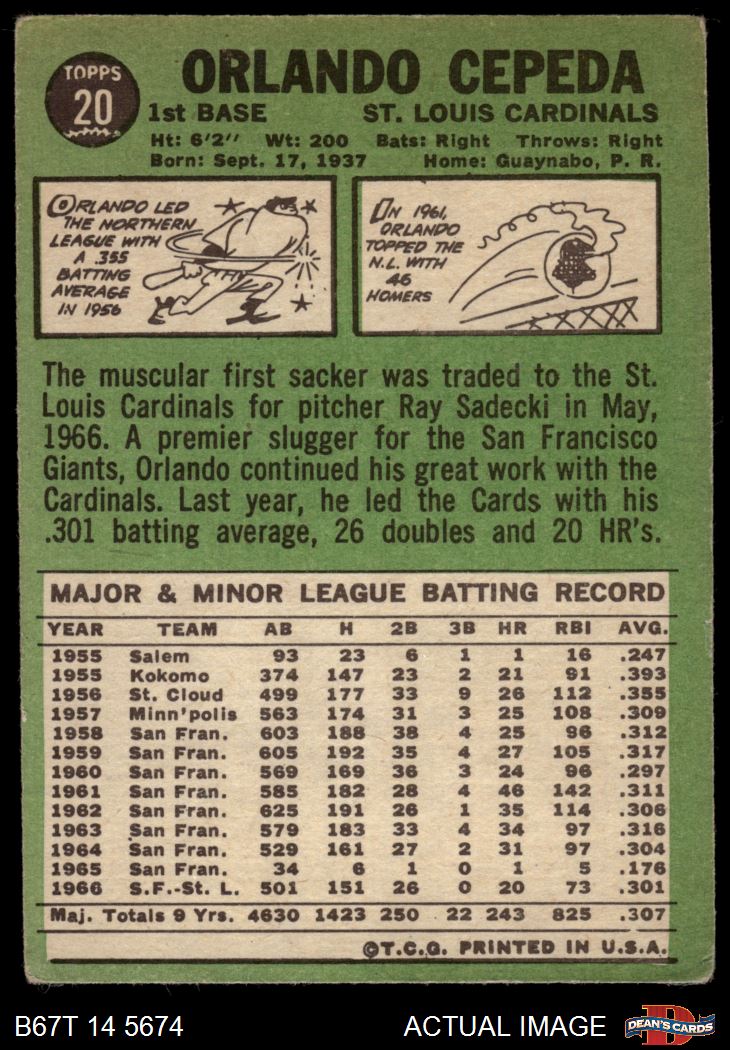 TOPPS
20
ORLANDO CEPEDA
1st BASE ST. LOUIS CARDINALS
Ht: 6'2'' Wt: 200 Bats: Right Throws: Right
Born: Sept. 17, 1937 Home: Guaynabo, P. R.
ORLANDO LED
THE NORTHERN
LEAGUE WITH
A .355
BATTING
AVERAGE
IN 1956
IN 1961,
ORLANDO
TOPPED THE
N.L. WITH
46
HOMERS
The muscular first sacker was traded to the St.
Louis Cardinals for pitcher Ray Sadecki in May,
1966. A premier slugger for the San Francisco
Giants, Orlando continued his great work with the
Cardinals. Last year, he led the Cards with his
.301 batting average, 26 doubles and 20 HR's.
MAJOR & MINOR LEAGUE BATTING RECORD
YEAR TEAM AB H 2B 3B HR RBI AVG.
1955 Salem 93 23 6 1 1 16 .247
1955 Kokomo 374 147 23 2 21 91 .393
1956 St. Cloud 499 177 33 9 26 112 .355
1957 Minn'polis 563 174 31 3 25 108 .309
1958 San Fran. 603 188 38 4 25 96 .312
1959 San Fran. 605 192 35 4 27 105 .317
1960 San Fran. 569 169 36 3 24 96 .297
1961 San Fran. 585 182 28 4 46 142 .311
1962 San Fran. 625 191 26 1 35 114 .306
1963 San Fran. 579 183 33 4 34 97 .316
1964 San Fran. 529 161 27 2 31 97 .304
1965 San Fran. 34 6 1 0 1 5 .176
1966 S.F.-St. L. 501 151 26 0 20 73 .301
Maj. Totals 9 Yrs. 4630 1423 250 22 243 825 .307
©T.C.G. PRINTED IN U.S.A.
B67T 14 5674 ACTUAL IMAGE D DEAN'S CARDS